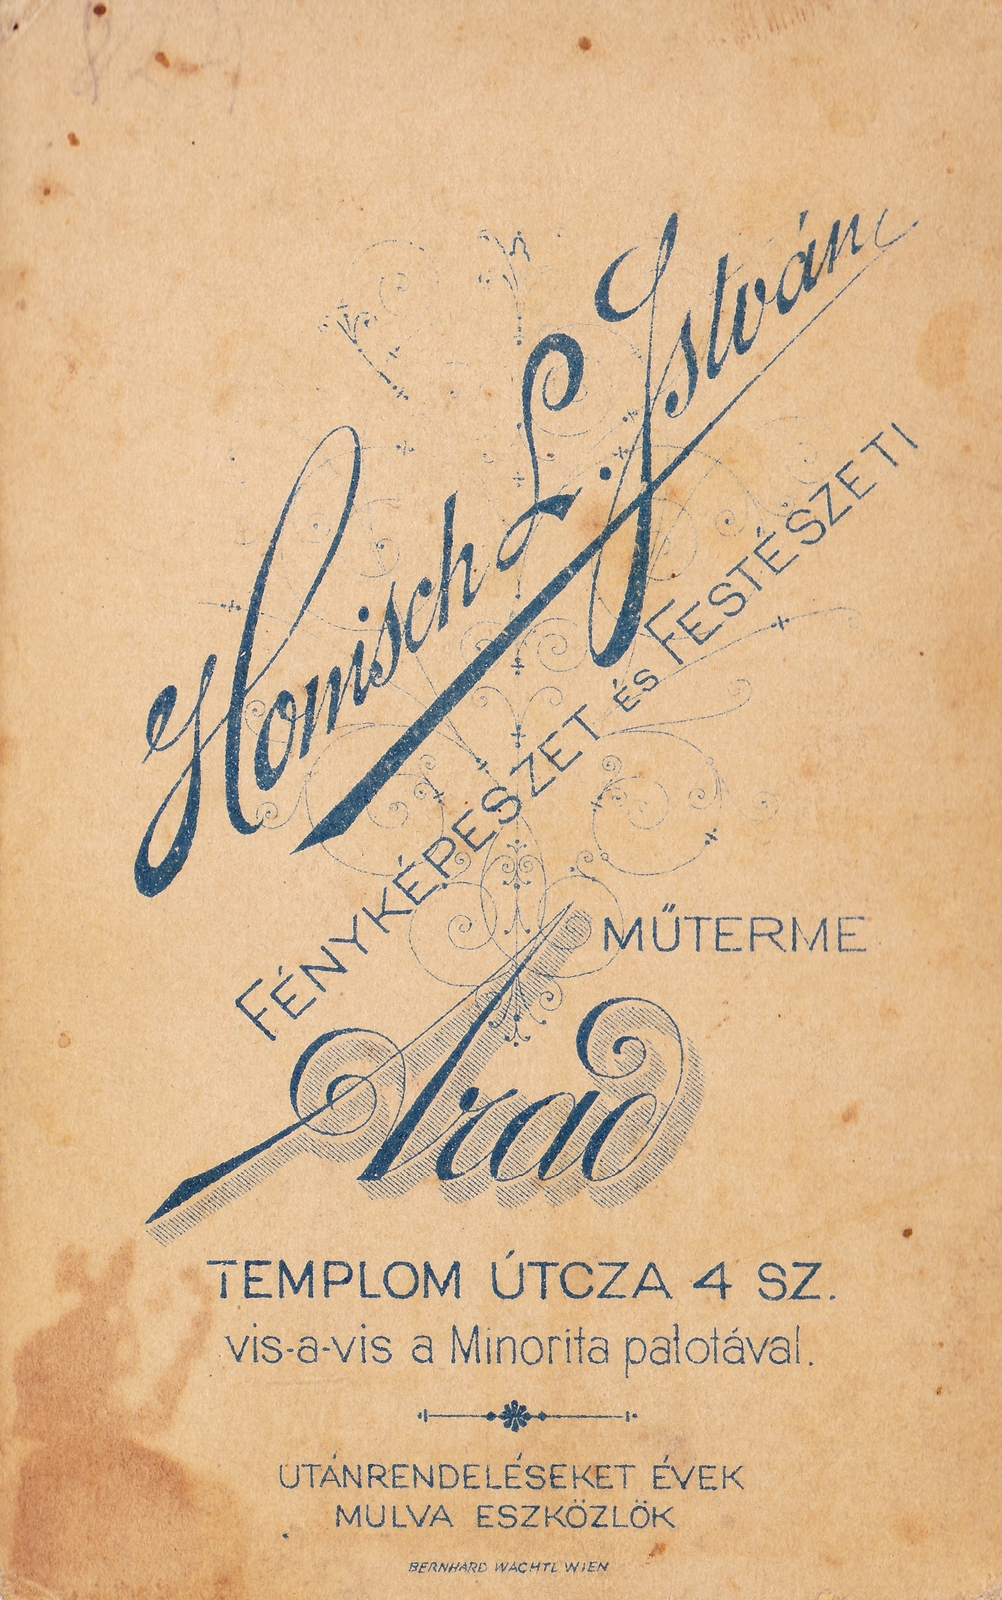 Homisch L. István
FÉNYKÉPÉSZET ÉS FESTÉSZETI
MŰTERME
Arad
TEMPLOM ÚTCZA 4 SZ.
vis-a-vis a Minorita palotával.
UTÁNRENDELÉSEKET ÉVEK
MULVA ESZKÖZLÖK
BERNHARD WACHTL WIEN